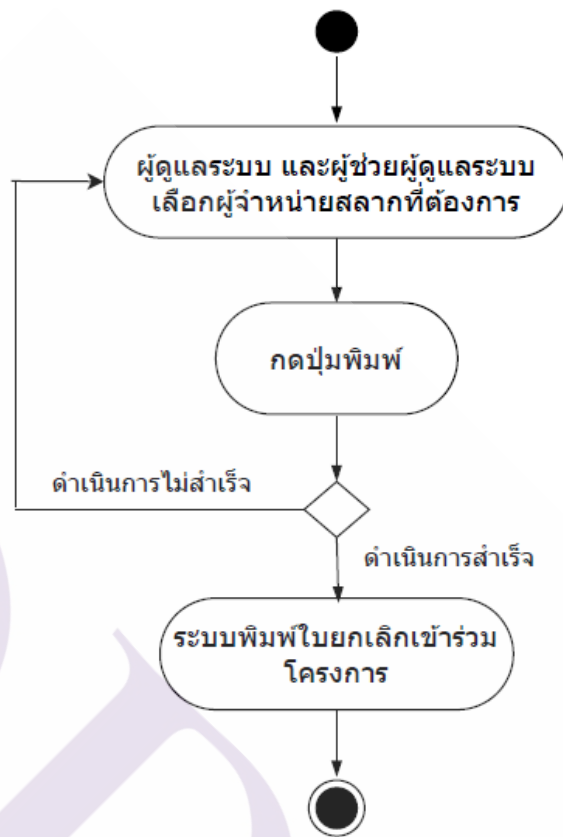 ผู้ดูแลระบบ และผู้ช่วยผู้ดูแลระบบ
เลือกผู้จำหน่ายสลากที่ต้องการ
กดปุ่มพิมพ์
ดำเนินการไม่สำเร็จ
ดำเนินการสำเร็จ
ระบบพิมพ์ใบยกเลิกเข้าร่วม
โครงการ